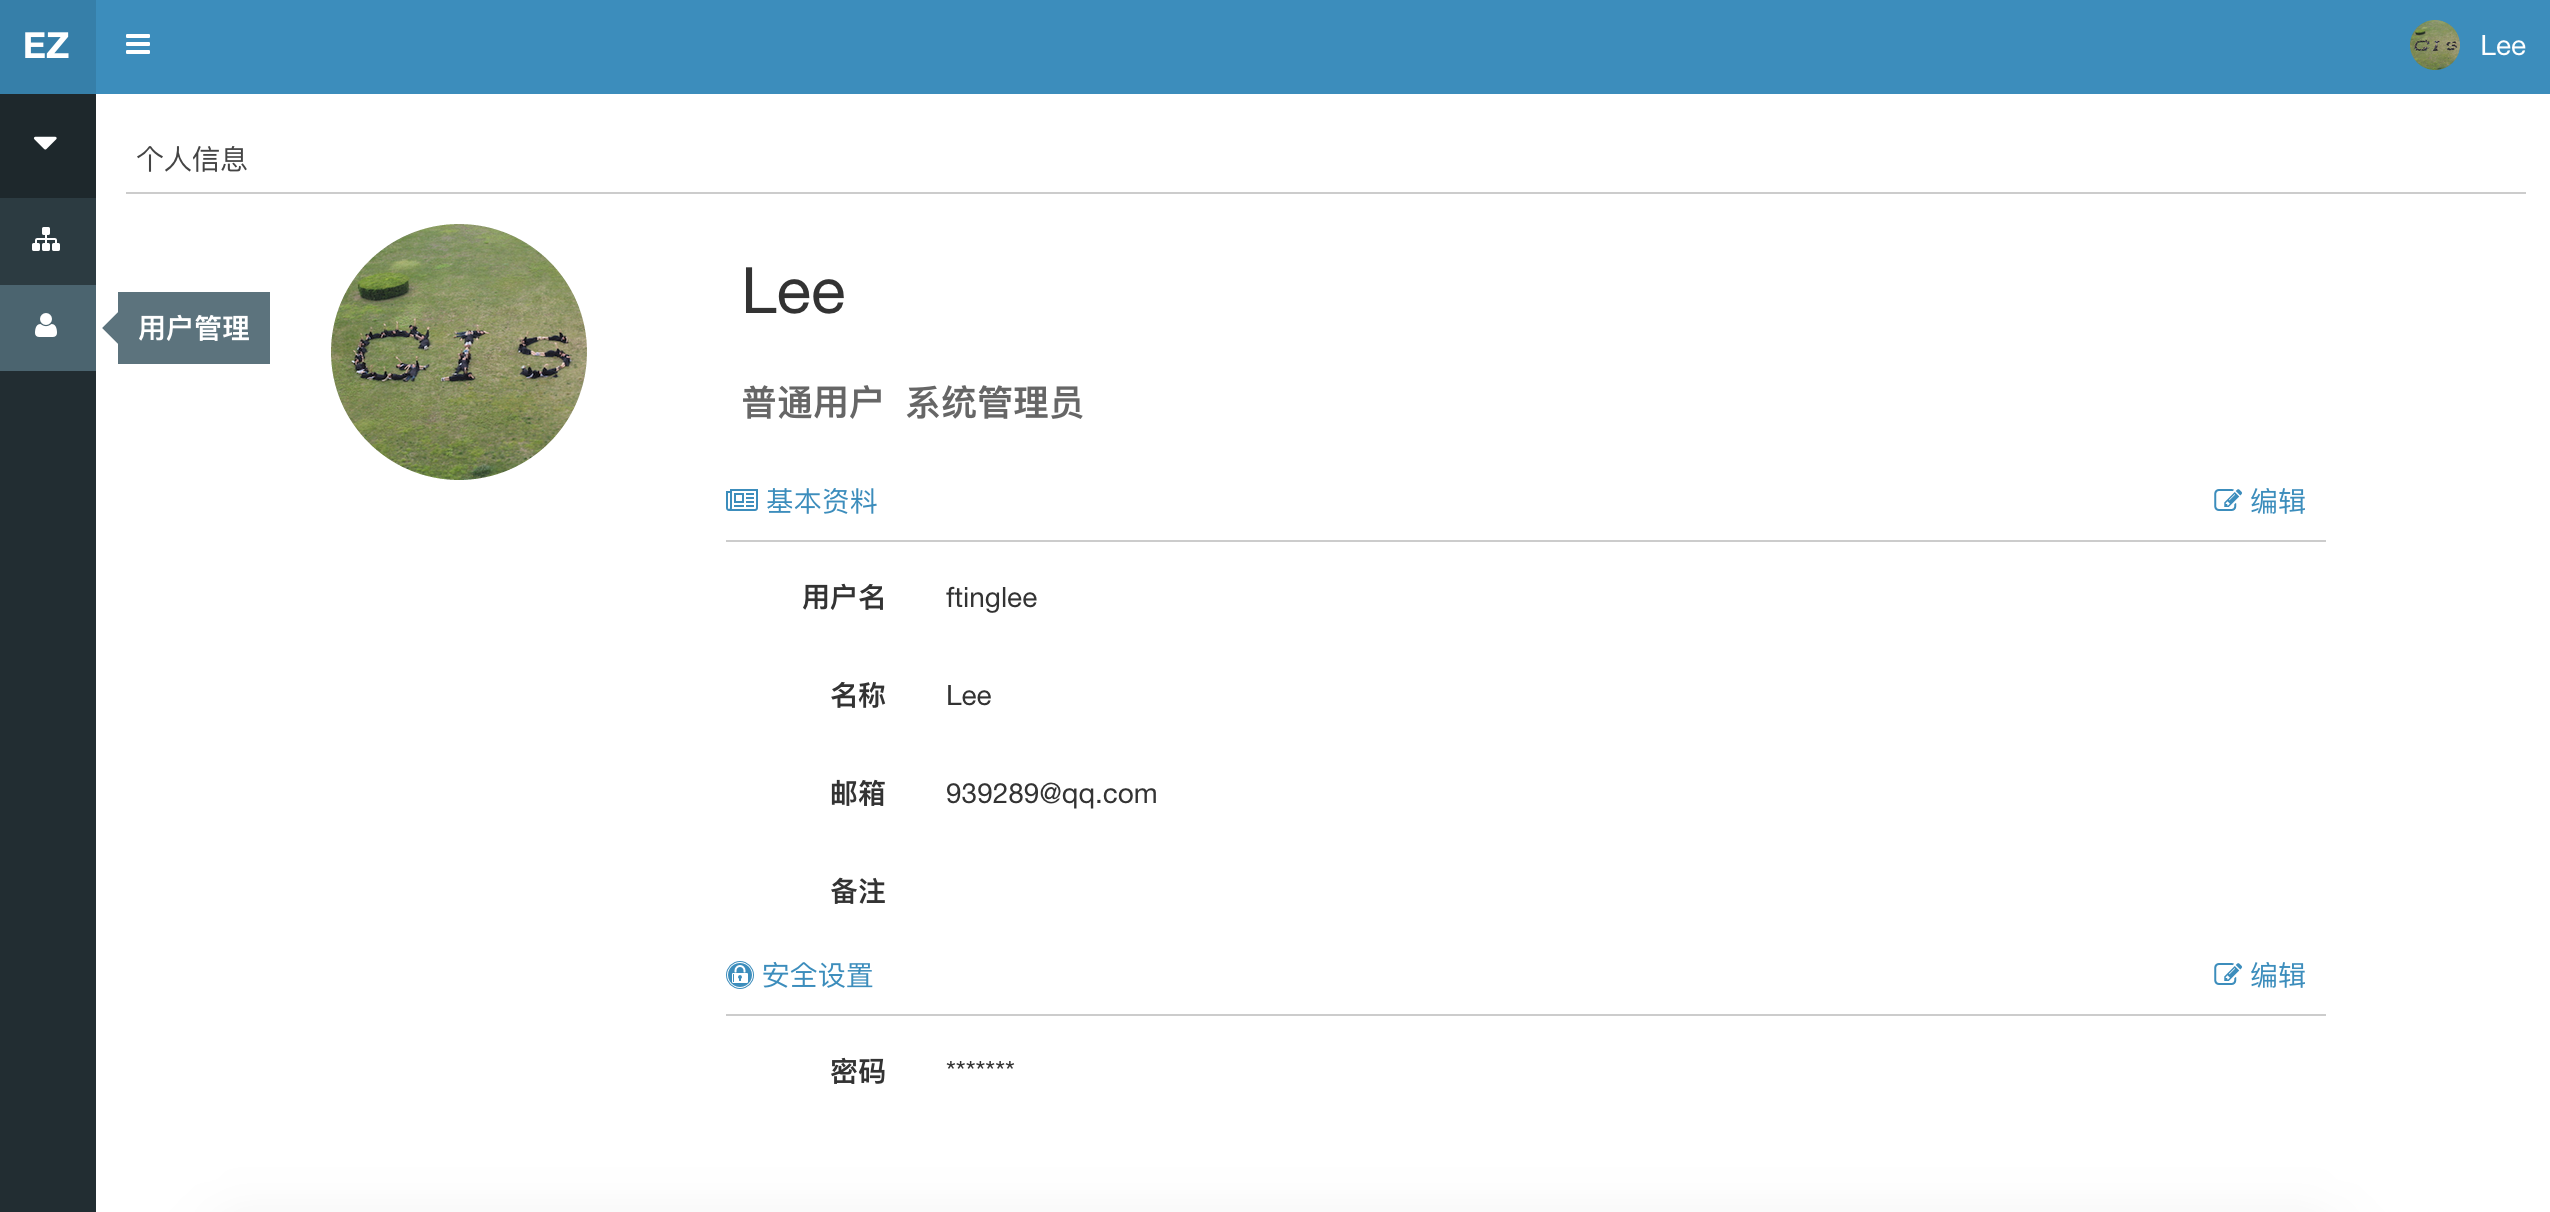 EZ
Lee
个人信息
用户管理
GIS
Lee
普通用户 系统管理员
基本资料 编辑
用户名 ftinglee
名称 Lee
邮箱 939289@qq.com
备注
安全设置 编辑
密码 *******